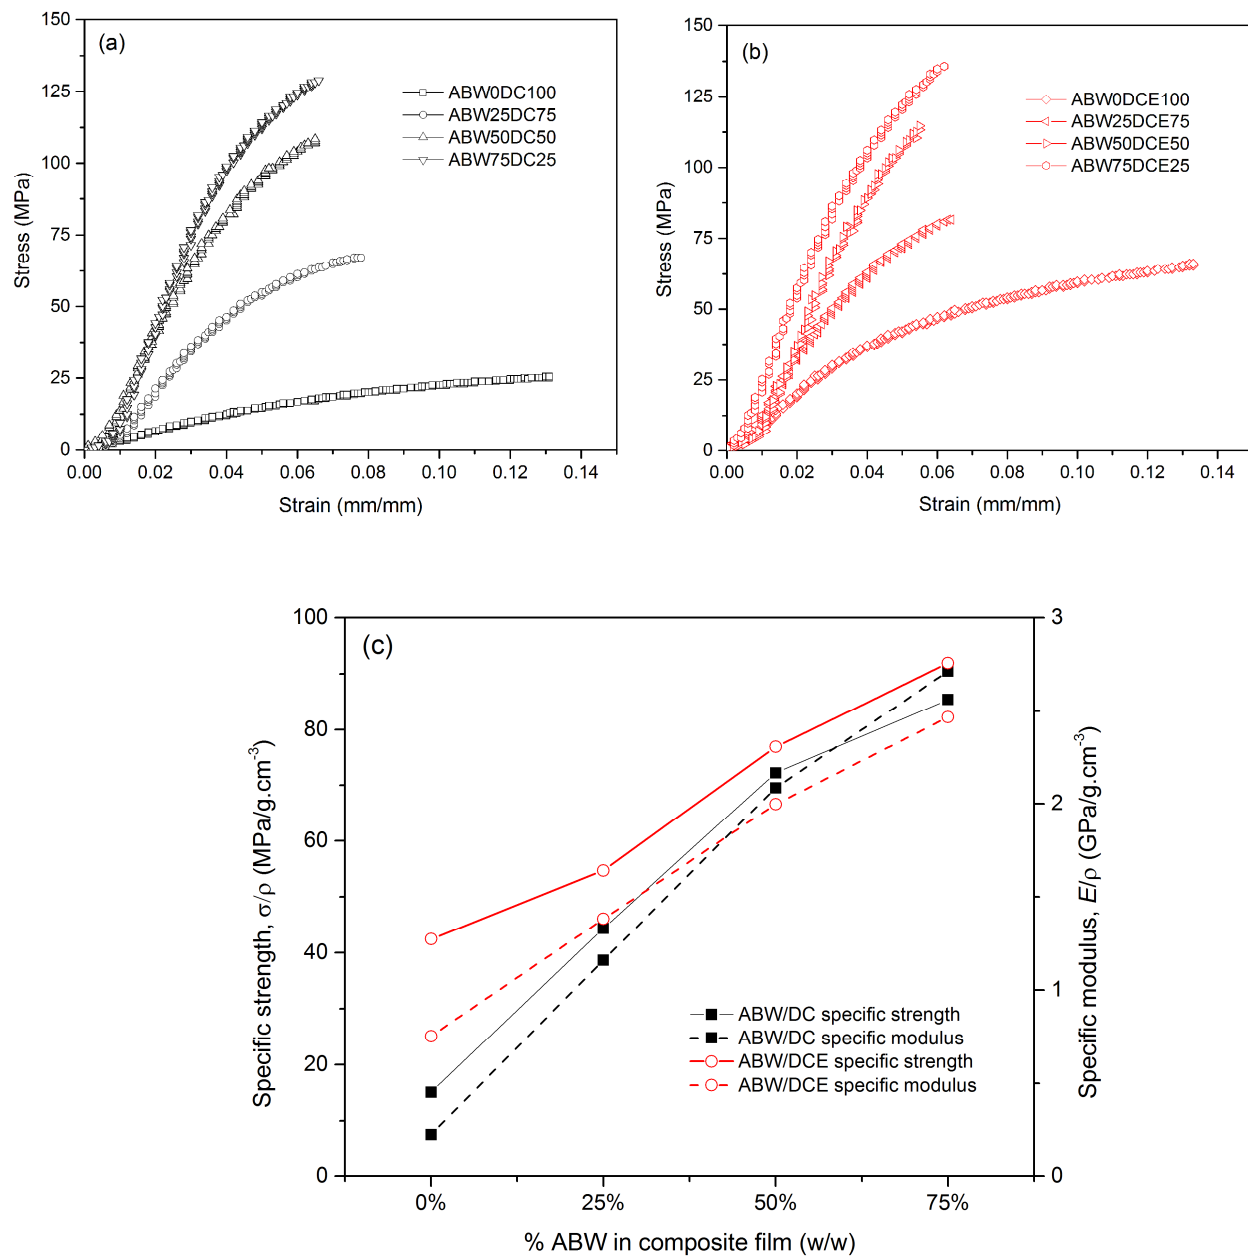 (a)
150
125
100
75
50
25
0
Stress (MPa)
ABW0DC100
ABW25DC75
ABW50DC50
ABW75DC25
0.00 0.02 0.04 0.06 0.08 0.10 0.12 0.14
Strain (mm/mm)
(b)
150
125
100
75
50
25
0
Stress (MPa)
ABW0DCE100
ABW25DCE75
ABW50DCE50
ABW75DCE25
0.00 0.02 0.04 0.06 0.08 0.10 0.12 0.14
Strain (mm/mm)
(c)
100
80
60
40
20
0
Specific strength, σ/ρ (MPa/g.cm⁻³)
3
2
1
0
Specific modulus, E/ρ (GPa/g.cm⁻³)
ABW/DC specific strength
ABW/DC specific modulus
ABW/DCE specific strength
ABW/DCE specific modulus
0% 25% 50% 75%
% ABW in composite film (w/w)